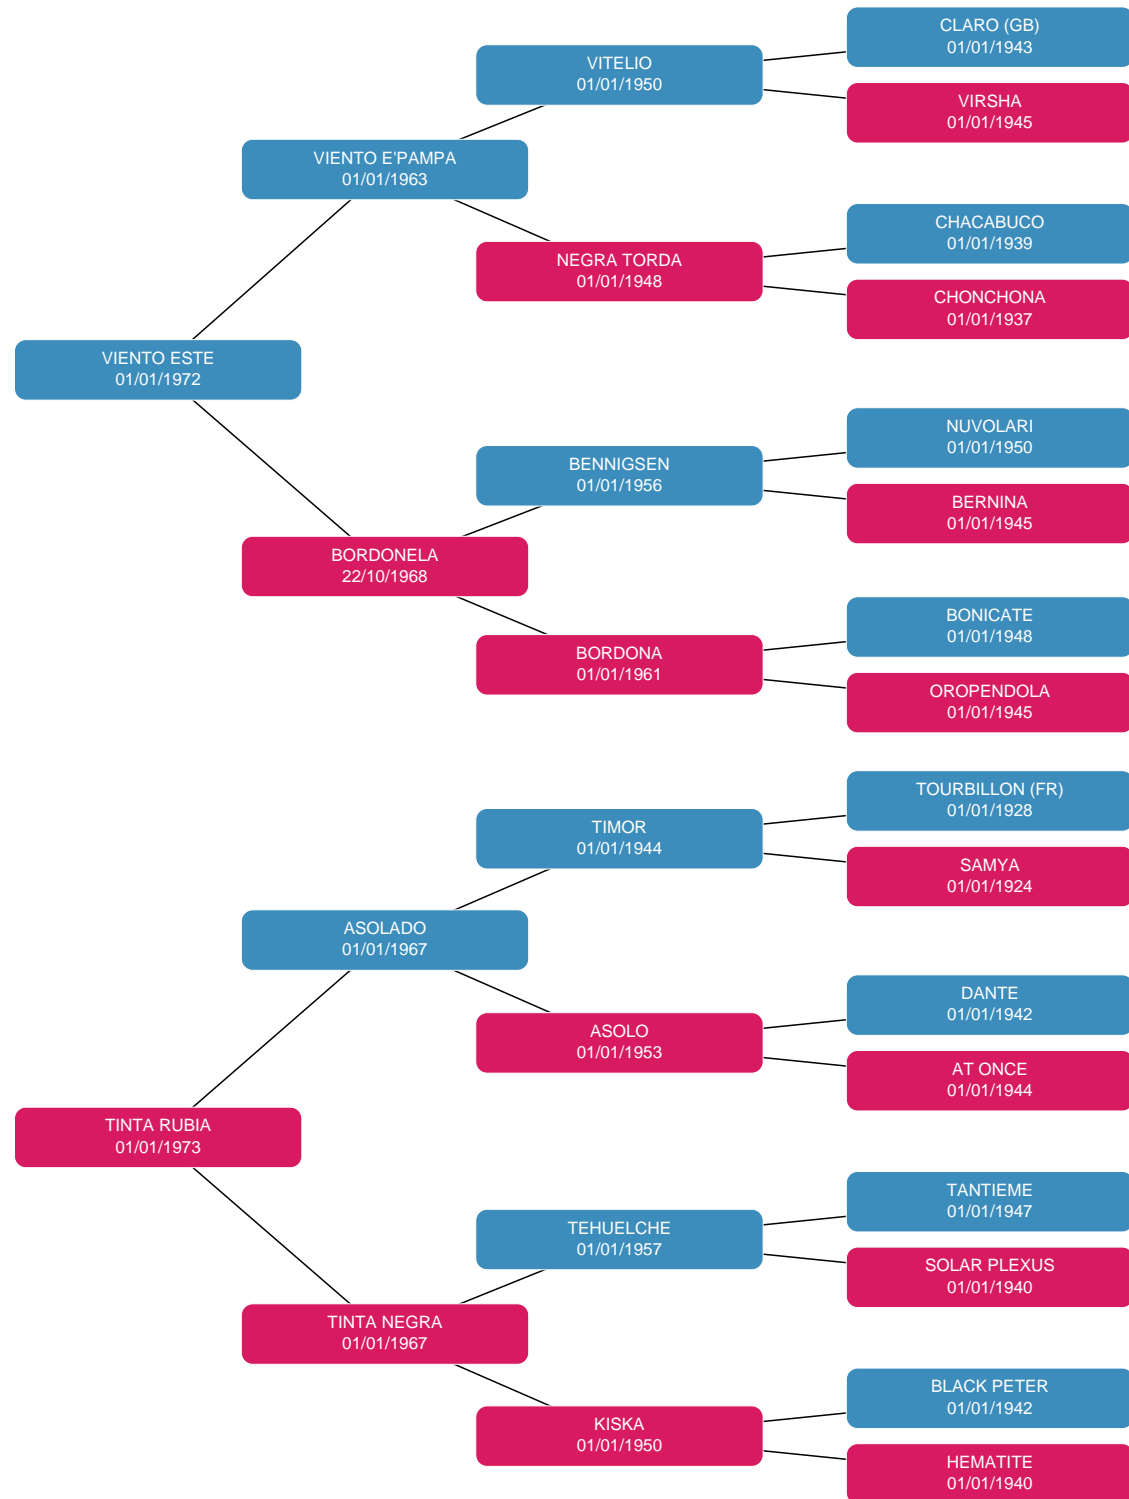 CLARO (GB)
01/01/1943
VITELIO
01/01/1950
VIRSHA
01/01/1945
VIENTO E'PAMPA
01/01/1963
CHACABUCO
01/01/1939
NEGRA TORDA
01/01/1948
CHONCHONA
01/01/1937
VIENTO ESTE
01/01/1972
NUVOLARI
01/01/1950
BENNIGSEN
01/01/1956
BERNINA
01/01/1945
BORDONELA
22/10/1968
BONICATE
01/01/1948
BORDONA
01/01/1961
OROPENDOLA
01/01/1945
TOURBILLON (FR)
01/01/1928
TIMOR
01/01/1944
SAMYA
01/01/1924
ASOLADO
01/01/1967
DANTE
01/01/1942
ASOLO
01/01/1953
AT ONCE
01/01/1944
TINTA RUBIA
01/01/1973
TANTIEME
01/01/1947
TEHUELCHE
01/01/1957
SOLAR PLEXUS
01/01/1940
TINTA NEGRA
01/01/1967
BLACK PETER
01/01/1942
KISKA
01/01/1950
HEMATITE
01/01/1940